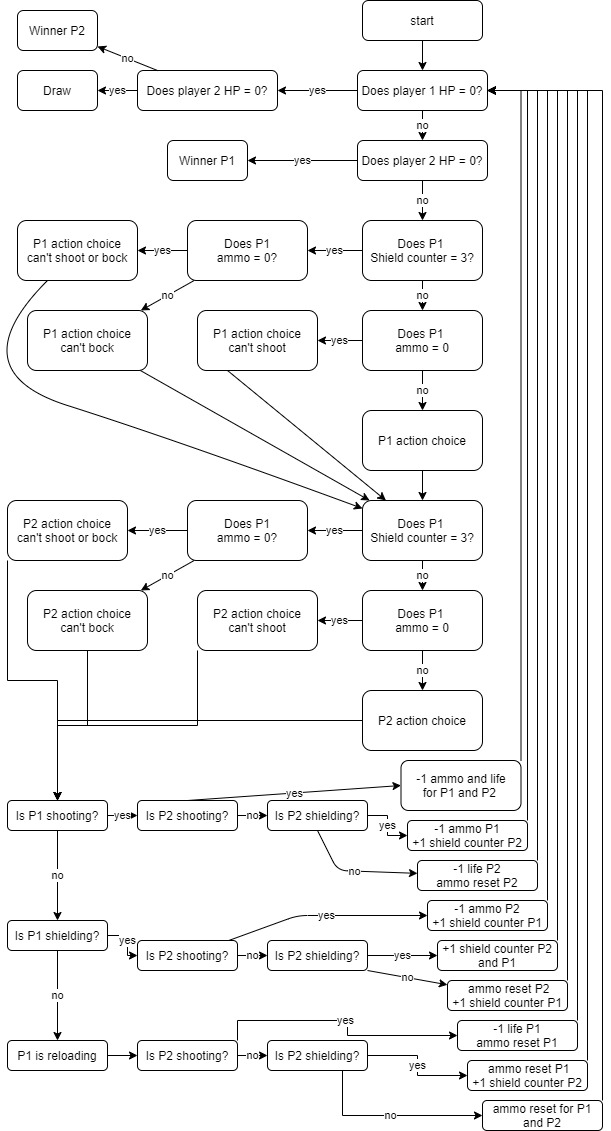 start
Winner P2
no
Draw
yes
Does player 2 HP = 0?
yes
Does player 1 HP = 0?
no
Winner P1
yes
Does player 2 HP = 0?
no
P1 action choice
can't shoot or bock
yes
Does P1
ammo = 0?
yes
Does P1
Shield counter = 3?
no
no
P1 action choice
can't bock
P1 action choice
can't shoot
yes
Does P1
ammo = 0
no
P1 action choice
P2 action choice
can't shoot or bock
yes
Does P1
ammo = 0?
yes
Does P1
Shield counter = 3?
no
no
P2 action choice
can't bock
P2 action choice
can't shoot
yes
Does P1
ammo = 0
no
P2 action choice
-1 ammo and life
for P1 and P2
yes
Is P1 shooting?
yes
Is P2 shooting?
no
Is P2 shielding?
yes
-1 ammo P1
+1 shield counter P2
no
no
-1 life P2
ammo reset P2
-1 ammo P2
+1 shield counter P1
yes
Is P1 shielding?
yes
Is P2 shooting?
no
Is P2 shielding?
yes
+1 shield counter P2
and P1
no
no
ammo reset P2
+1 shield counter P1
yes
-1 life P1
ammo reset P1
P1 is reloading
Is P2 shooting?
no
Is P2 shielding?
yes
ammo reset P1
+1 shield counter P2
no
ammo reset for P1
and P2